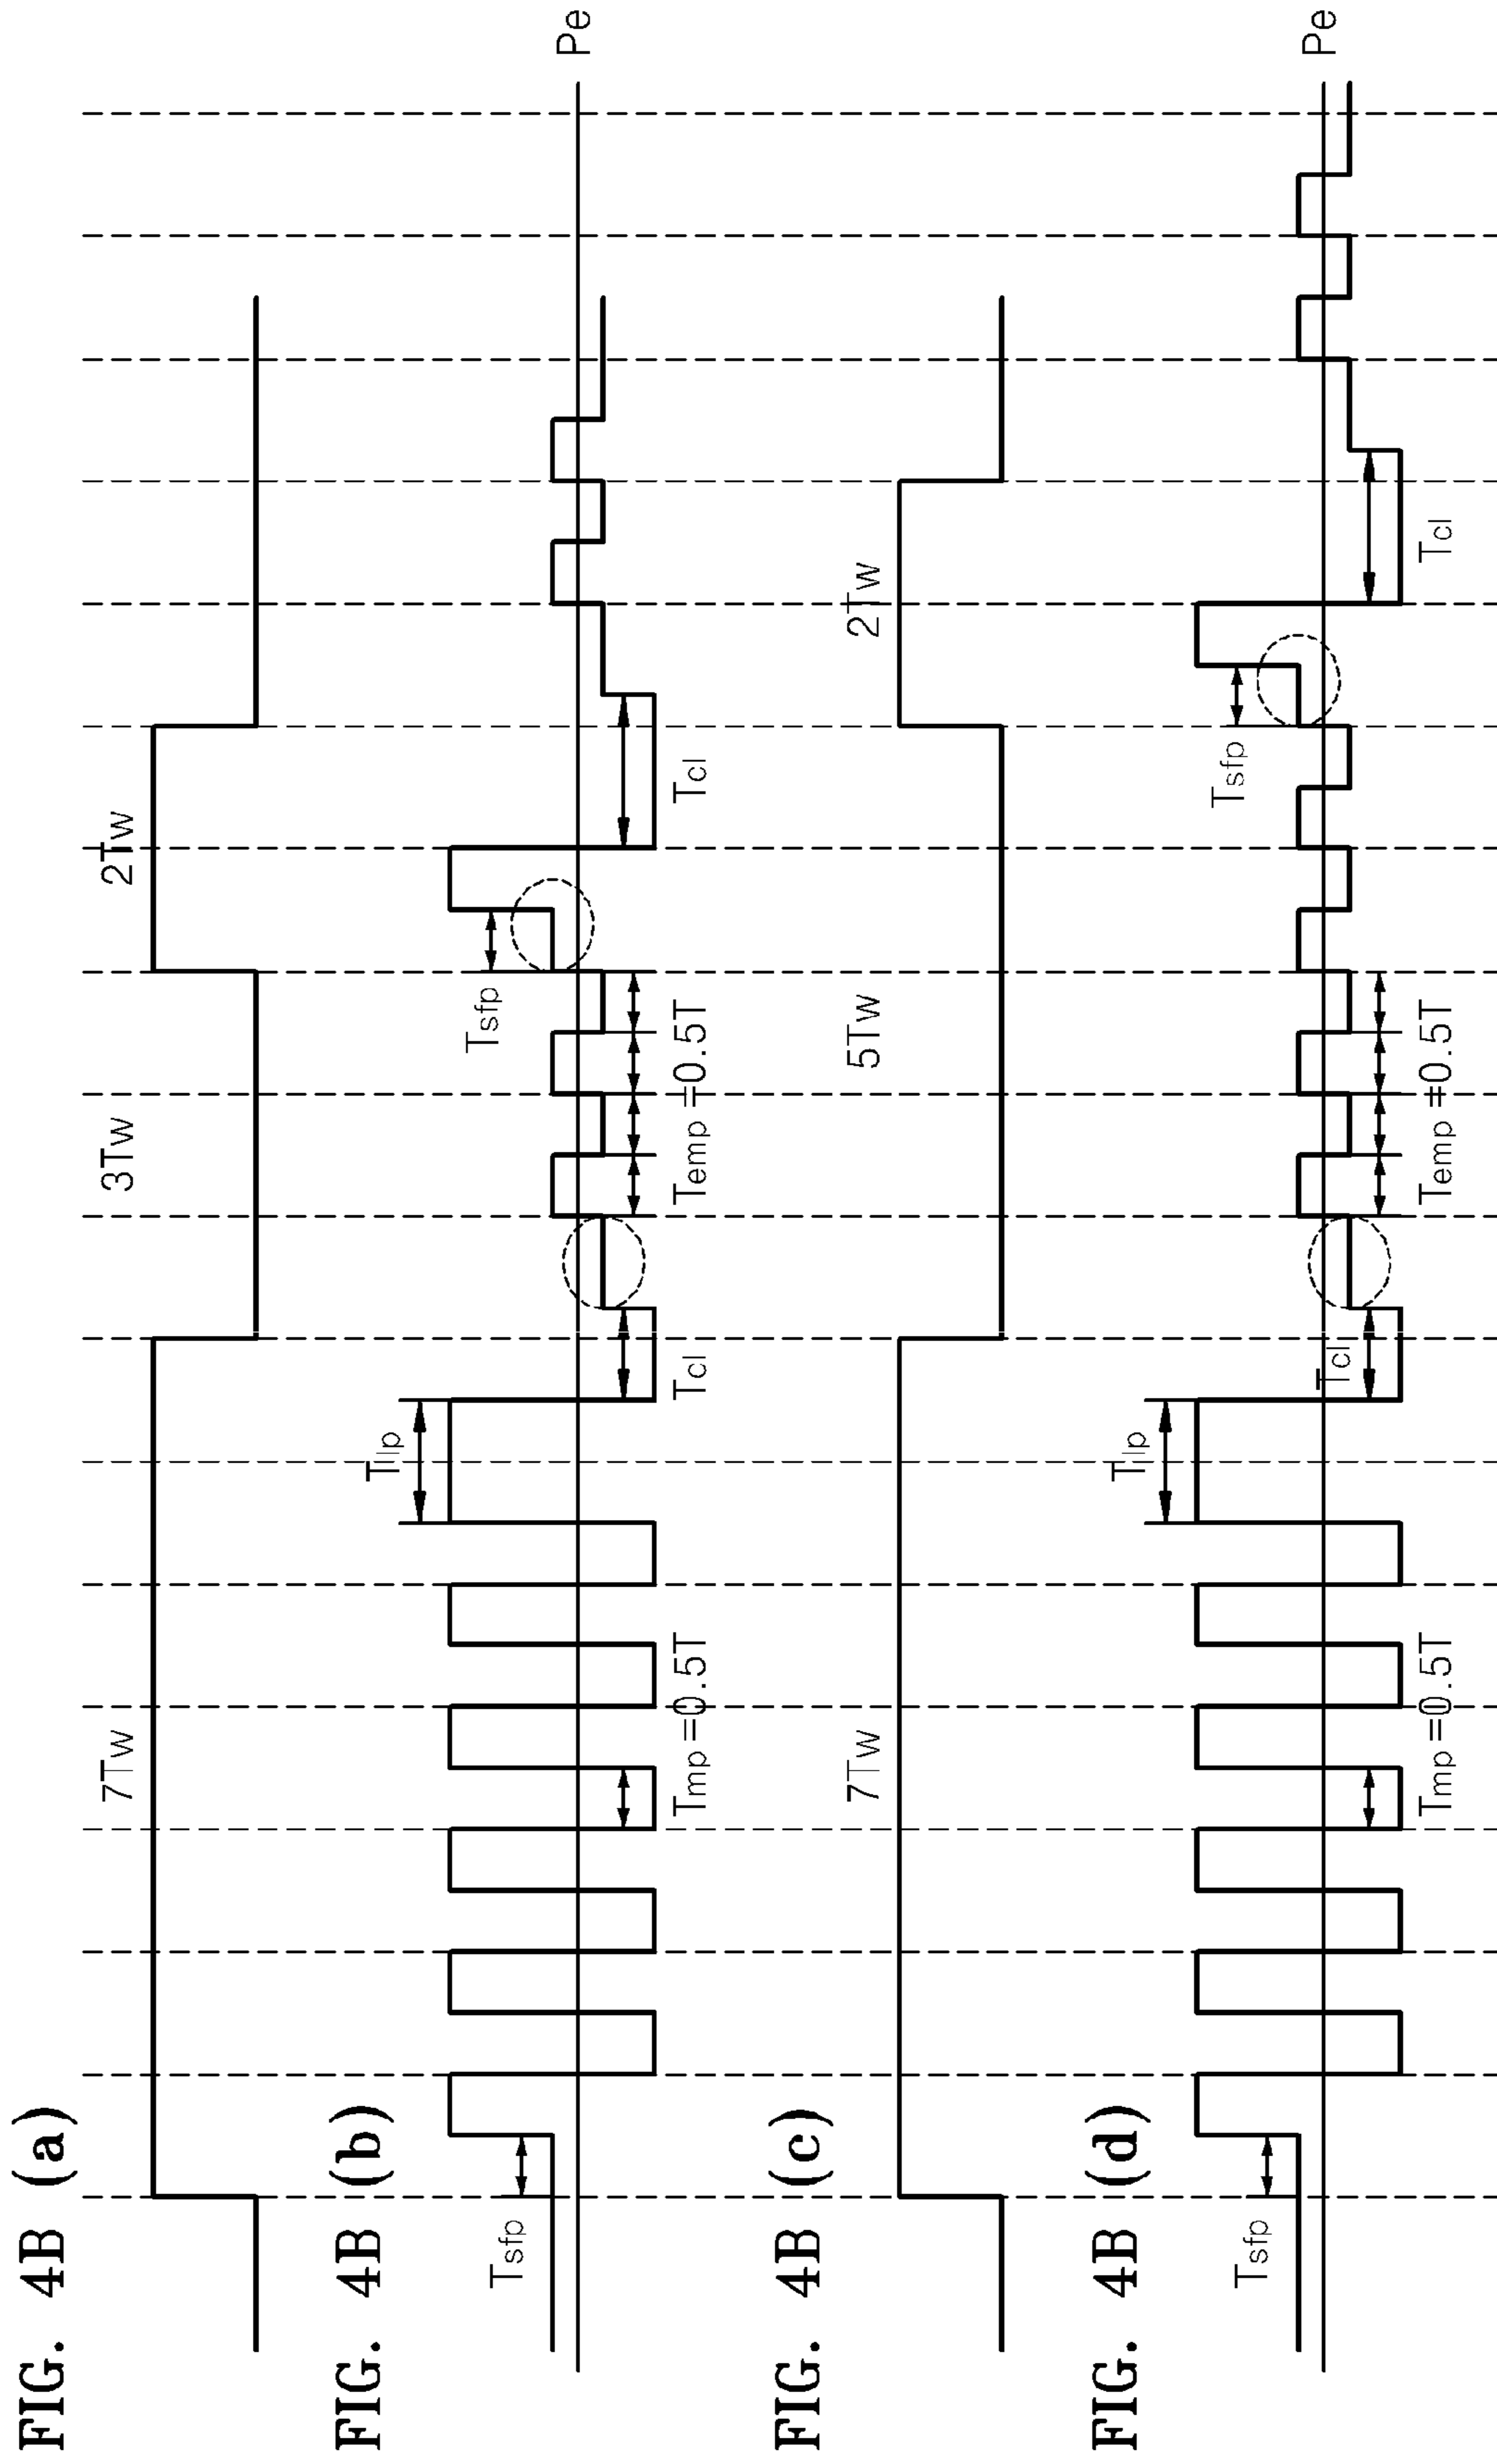 FIG. 4B (a)
7Tw
3Tw
2Tw
FIG. 4B (b)
Tsfp
Tlp
Tsfp
Pe
Tmp =0.5T
Tcl
Temp =0.5T
Tcl
FIG. 4B (c)
7Tw
5Tw
2Tw
FIG. 4B (d)
Tsfp
Tlp
Tcl
Tsfp
Pe
Tmp =0.5T
Temp =0.5T
Tcl